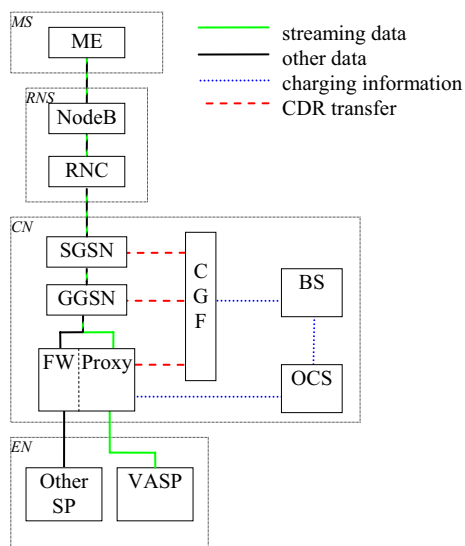 MS
ME
streaming data
other data
charging information
CDR transfer
RNS
NodeB
RNC
CN
SGSN
GGSN
C
G
F
BS
FW Proxy
OCS
EN
Other
SP
VASP